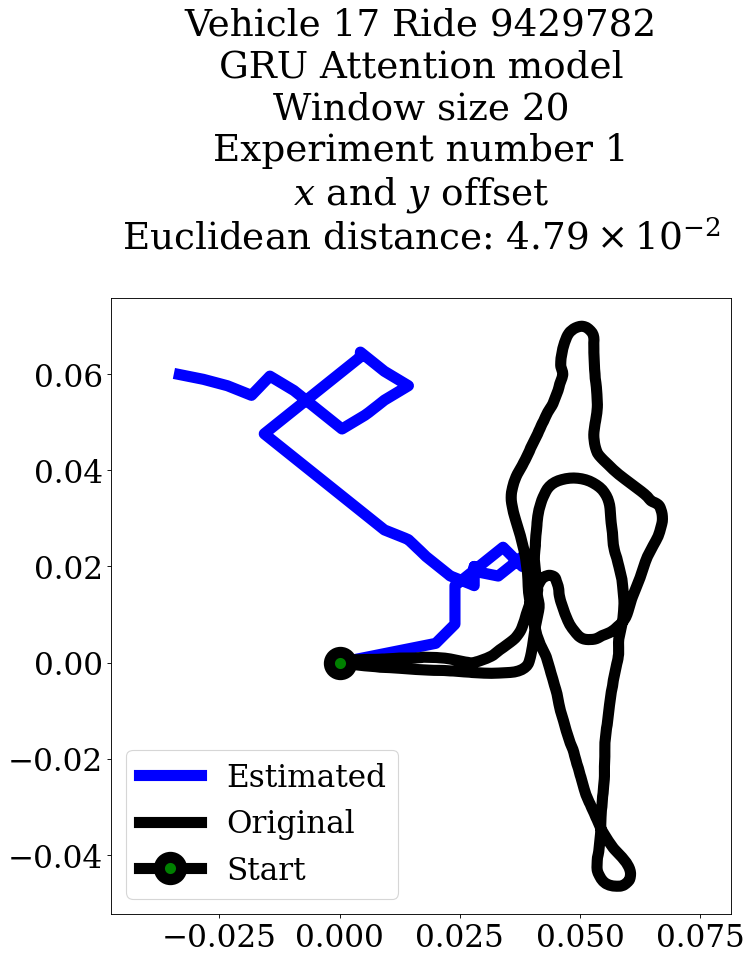 Vehicle 17 Ride 9429782
GRU Attention model
Window size 20
Experiment number 1
x and y offset
Euclidean distance: 4.79 × 10⁻²
0.06
0.04
0.02
0.00
−0.02
−0.04
Estimated
Original
Start
−0.025 0.000 0.025 0.050 0.075